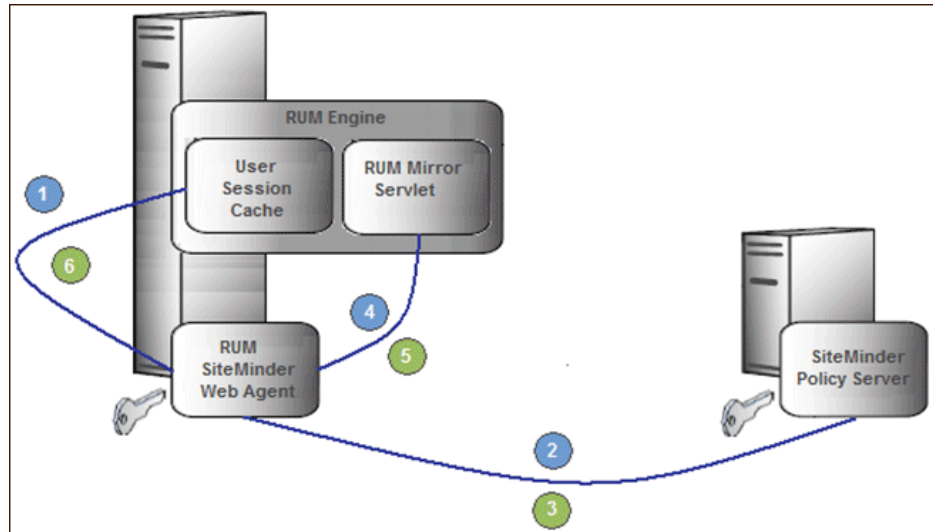 RUM Engine
User
Session
Cache
RUM Mirror
Servlet
1
6
4
5
RUM
SiteMinder
Web Agent
SiteMinder
Policy Server
2
3